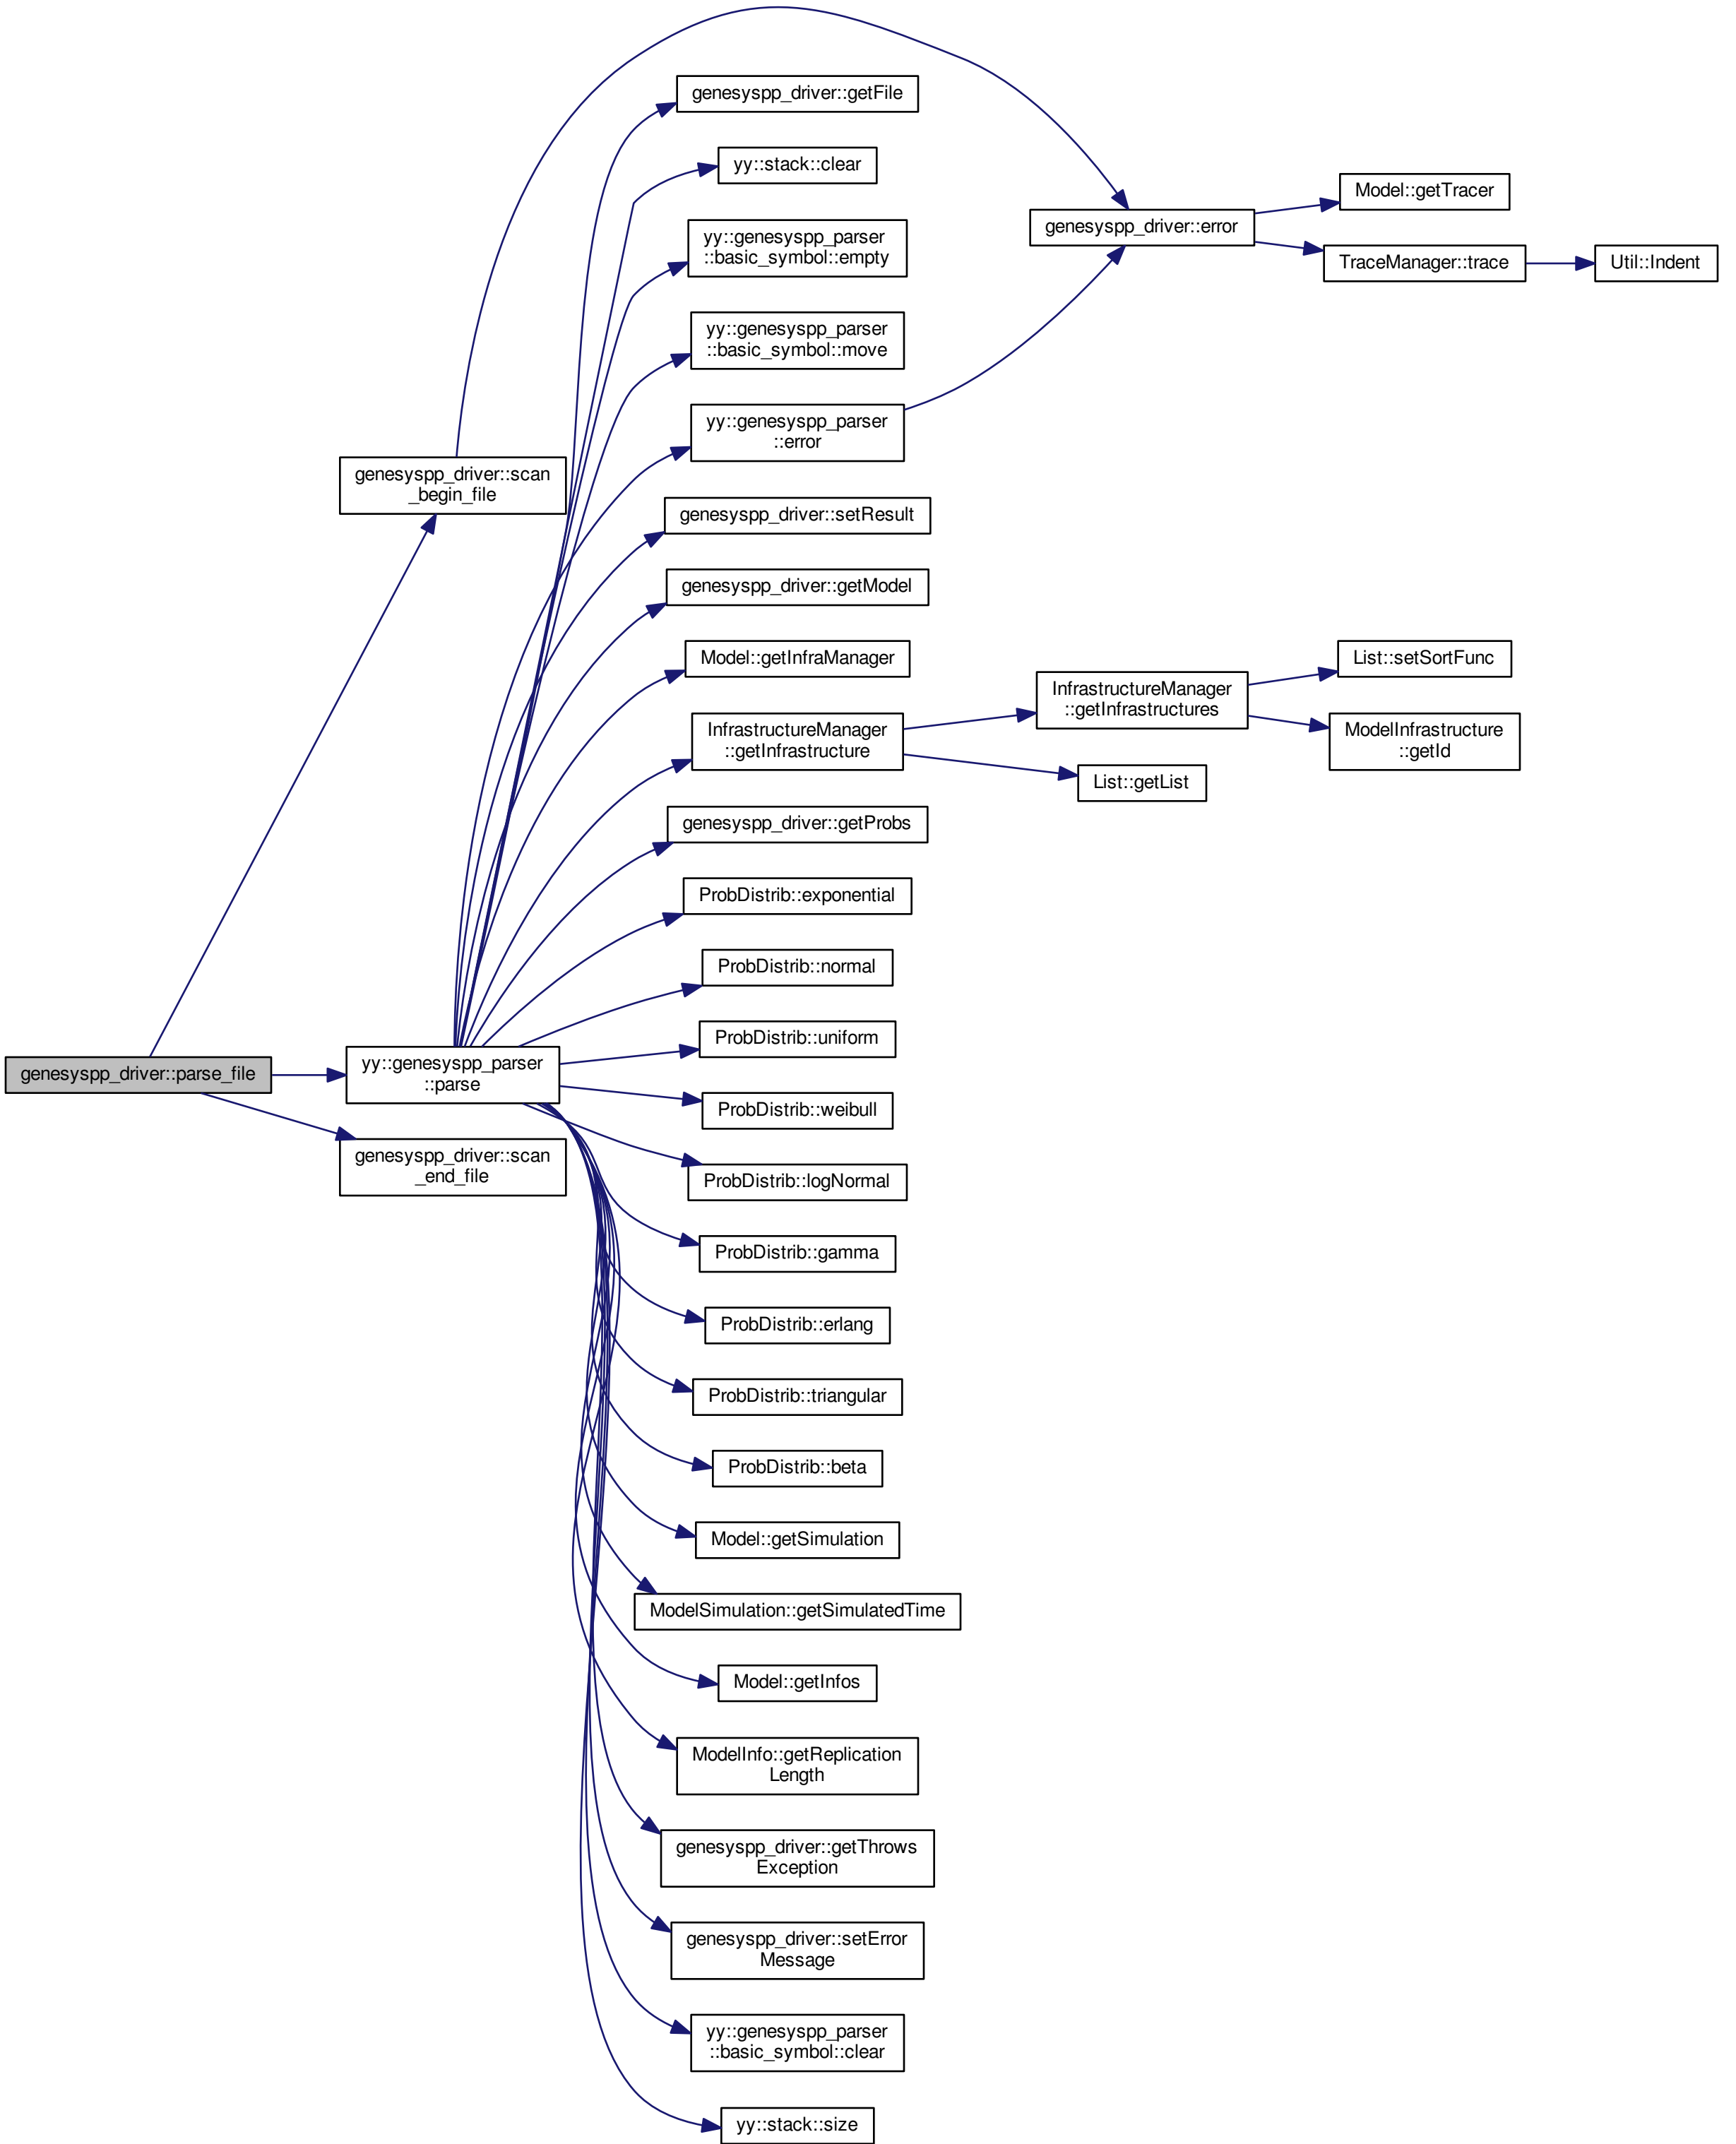 genesyspp_driver::parse_file
genesyspp_driver::scan
_begin_file
yy::genesyspp_parser
::parse
genesyspp_driver::scan
_end_file
genesyspp_driver::getFile
yy::stack::clear
yy::genesyspp_parser
::basic_symbol::empty
yy::genesyspp_parser
::basic_symbol::move
yy::genesyspp_parser
::error
genesyspp_driver::setResult
genesyspp_driver::getModel
Model::getInfraManager
InfrastructureManager
::getInfrastructure
genesyspp_driver::getProbs
ProbDistrib::exponential
ProbDistrib::normal
ProbDistrib::uniform
ProbDistrib::weibull
ProbDistrib::logNormal
ProbDistrib::gamma
ProbDistrib::erlang
ProbDistrib::triangular
ProbDistrib::beta
Model::getSimulation
ModelSimulation::getSimulatedTime
Model::getInfos
ModelInfo::getReplication
Length
genesyspp_driver::getThrows
Exception
genesyspp_driver::setError
Message
yy::genesyspp_parser
::basic_symbol::clear
yy::stack::size
genesyspp_driver::error
InfrastructureManager
::getInfrastructures
List::getList
Model::getTracer
TraceManager::trace
List::setSortFunc
ModelInfrastructure
::getId
Util::Indent